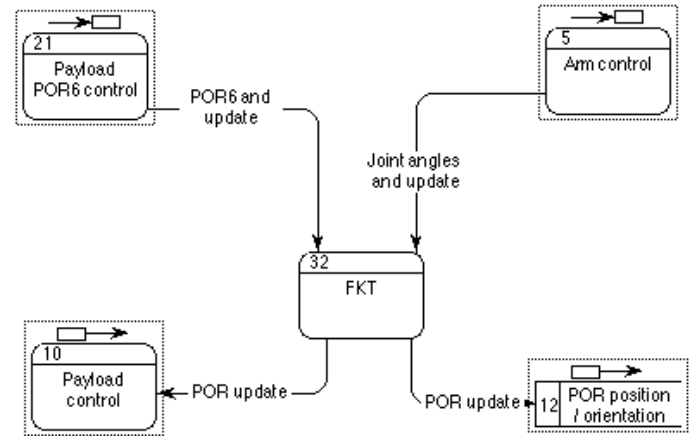 21
Payload
POR6 control
5
Arm control
POR6 and
update
Joint angles
and update
32
FKT
10
Payload
control
POR update
POR update
12
POR position
/ orientation